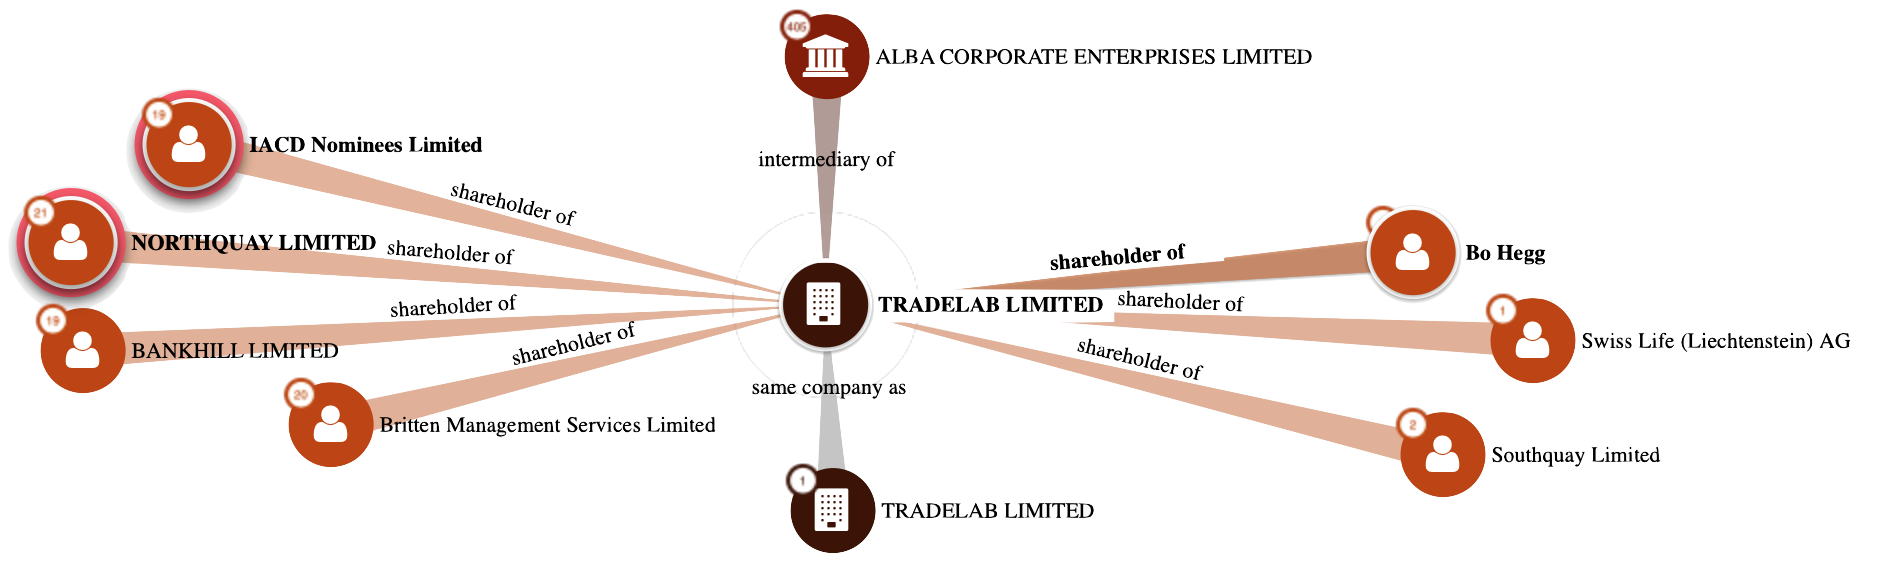 405
ALBA CORPORATE ENTERPRISES LIMITED
19
IACD Nominees Limited
intermediary of
shareholder of
21
NORTHQUAY LIMITED
shareholder of
shareholder of
Bo Hegg
19
BANKHILL LIMITED
shareholder of
TRADELAB LIMITED
shareholder of
1
Swiss Life (Liechtenstein) AG
shareholder of
shareholder of
20
Britten Management Services Limited
same company as
2
Southquay Limited
1
TRADELAB LIMITED